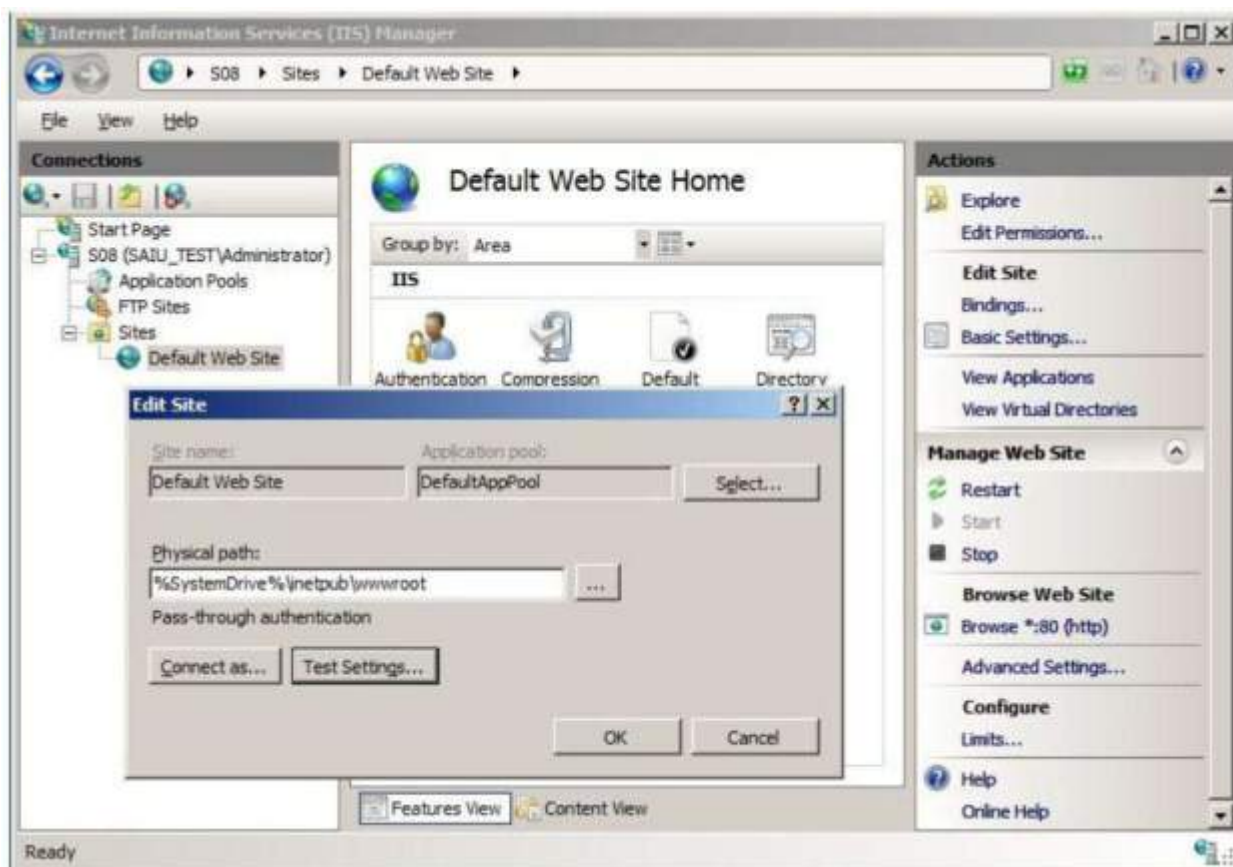 Internet Information Services (IIS) Manager
S08 Sites Default Web Site
File View Help
Connections
Start Page
S08 (SAIU_TEST\Administrator)
Application Pools
FTP Sites
Sites
Default Web Site
Default Web Site Home
Group by: Area
IIS
Authentication Compression Default Directory
Edit Site
Site name: Application pool:
Default Web Site DefaultAppPool Select...
Physical path:
%SystemDrive%\inetpub\wwwroot ...
Pass-through authentication
Connect as... Test Settings...
OK Cancel
Features View Content View
Actions
Explore
Edit Permissions...
Edit Site
Bindings...
Basic Settings...
View Applications
View Virtual Directories
Manage Web Site
Restart
Start
Stop
Browse Web Site
Browse *:80 (http)
Advanced Settings...
Configure
Limits...
Help
Online Help
Ready